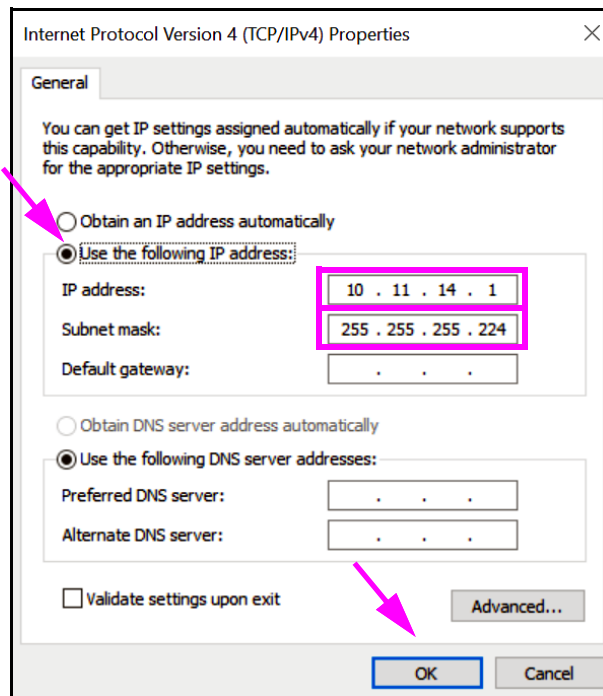 Internet Protocol Version 4 (TCP/IPv4) Properties
General
You can get IP settings assigned automatically if your network supports
this capability. Otherwise, you need to ask your network administrator
for the appropriate IP settings.
Obtain an IP address automatically
Use the following IP address:
IP address: 10 . 11 . 14 . 1
Subnet mask: 255 . 255 . 255 . 224
Default gateway: . . .
Obtain DNS server address automatically
Use the following DNS server addresses:
Preferred DNS server: . . .
Alternate DNS server: . . .
Validate settings upon exit
Advanced...
OK Cancel